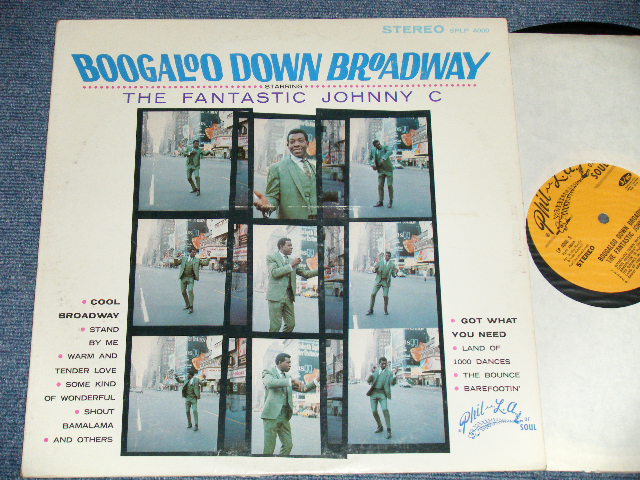 STEREO SPLP 4000
BOOGALOO DOWN BROADWAY
STARRING
THE FANTASTIC JOHNNY C
• COOL
BROADWAY
• STAND
BY ME
• WARM AND
TENDER LOVE
• SOME KIND
OF WONDERFUL
• SHOUT
BAMALAMA
• AND OTHERS
• GOT WHAT
YOU NEED
• LAND OF
1000 DANCES
• THE BOUNCE
• BAREFOOTIN'
Phil-L.A.
OF
SOUL
Phil-L.A.
OF
SOUL
STEREO
BOOGALOO DOWN
THE FANTASTIC